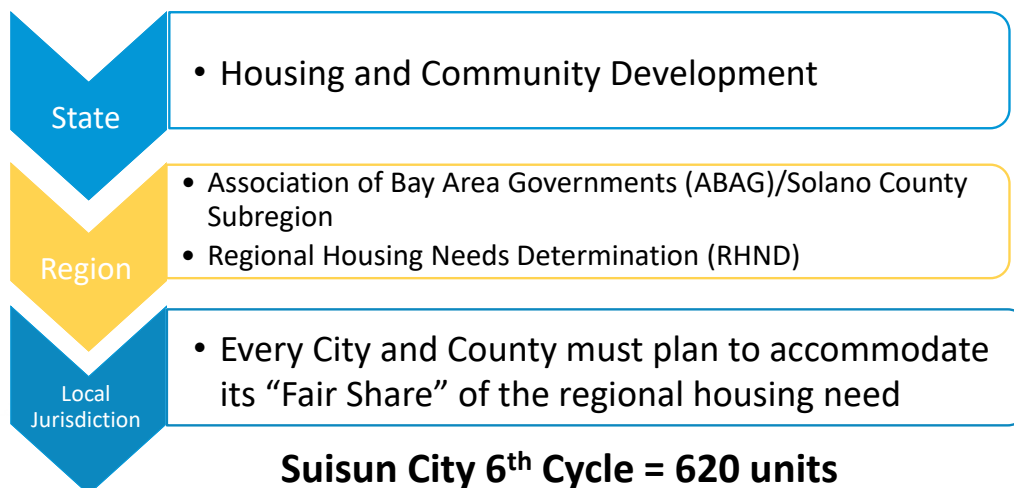 State
• Housing and Community Development
Region
• Association of Bay Area Governments (ABAG)/Solano County
Subregion
• Regional Housing Needs Determination (RHND)
Local
Jurisdiction
• Every City and County must plan to accommodate
its “Fair Share” of the regional housing need
Suisun City 6th Cycle = 620 units